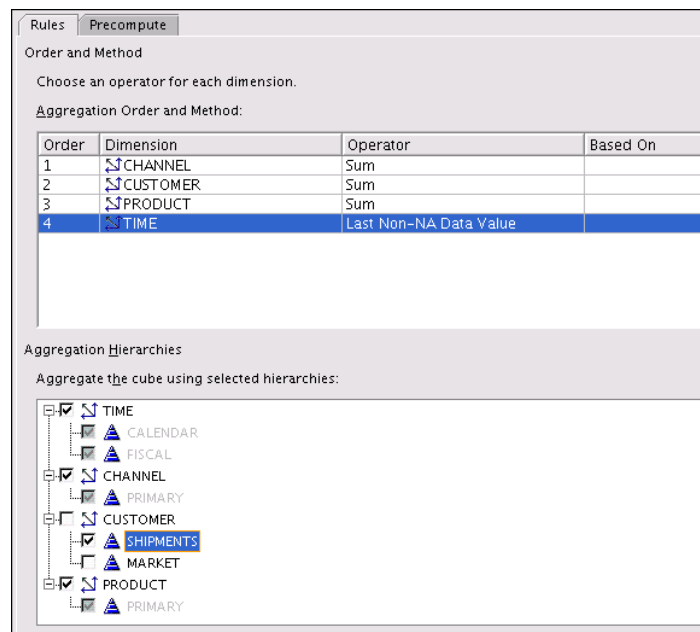 Rules Precompute
Order and Method
Choose an operator for each dimension.
Aggregation Order and Method:
Order Dimension Operator Based On
1 CHANNEL Sum
2 CUSTOMER Sum
3 PRODUCT Sum
4 TIME Last Non-NA Data Value
Aggregation Hierarchies
Aggregate the cube using selected hierarchies:
TIME
CALENDAR
FISCAL
CHANNEL
PRIMARY
CUSTOMER
SHIPMENTS
MARKET
PRODUCT
PRIMARY